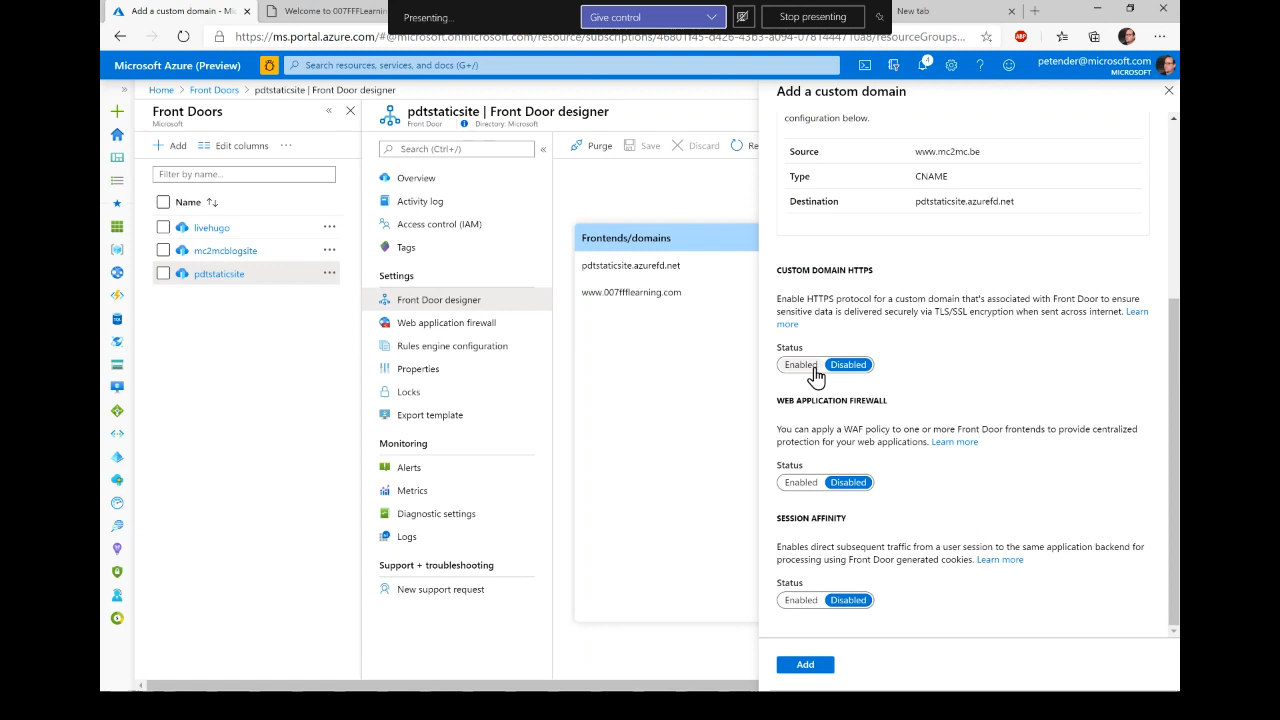 Add a custom domain - Mic
Welcome to 007FFFLearning
New tab
Presenting...
Give control
Stop presenting
https://ms.portal.azure.com/#@microsoft.onmicrosoft.com/resource/subscriptions/46801f45-d426-43b3-a094-0781444710a8/resourceGroups...
ABP
Microsoft Azure (Preview)
Search resources, services, and docs (G+/)
4
petender@microsoft.com
MICROSOFT
Home > Front Doors > pdtstaticsite | Front Door designer
Front Doors
Microsoft
Add
Edit columns
Filter by name...
Name
livehugo
mc2mcblogsite
pdtstaticsite
pdtstaticsite | Front Door designer
Front Door
Directory: Microsoft
Search (Ctrl+/)
Overview
Activity log
Access control (IAM)
Tags
Settings
Front Door designer
Web application firewall
Rules engine configuration
Properties
Locks
Export template
Monitoring
Alerts
Metrics
Diagnostic settings
Logs
Support + troubleshooting
New support request
Purge
Save
Discard
Re
Frontends/domains
pdtstaticsite.azurefd.net
www.007ffflearning.com
Add a custom domain
configuration below.
Source www.mc2mc.be
Type CNAME
Destination pdtstaticsite.azurefd.net
CUSTOM DOMAIN HTTPS
Enable HTTPS protocol for a custom domain that's associated with Front Door to ensure
sensitive data is delivered securely via TLS/SSL encryption when sent across internet. Learn
more
Status
Enabled Disabled
WEB APPLICATION FIREWALL
You can apply a WAF policy to one or more Front Door frontends to provide centralized
protection for your web applications. Learn more
Status
Enabled Disabled
SESSION AFFINITY
Enables direct subsequent traffic from a user session to the same application backend for
processing using Front Door generated cookies. Learn more
Status
Enabled Disabled
Add